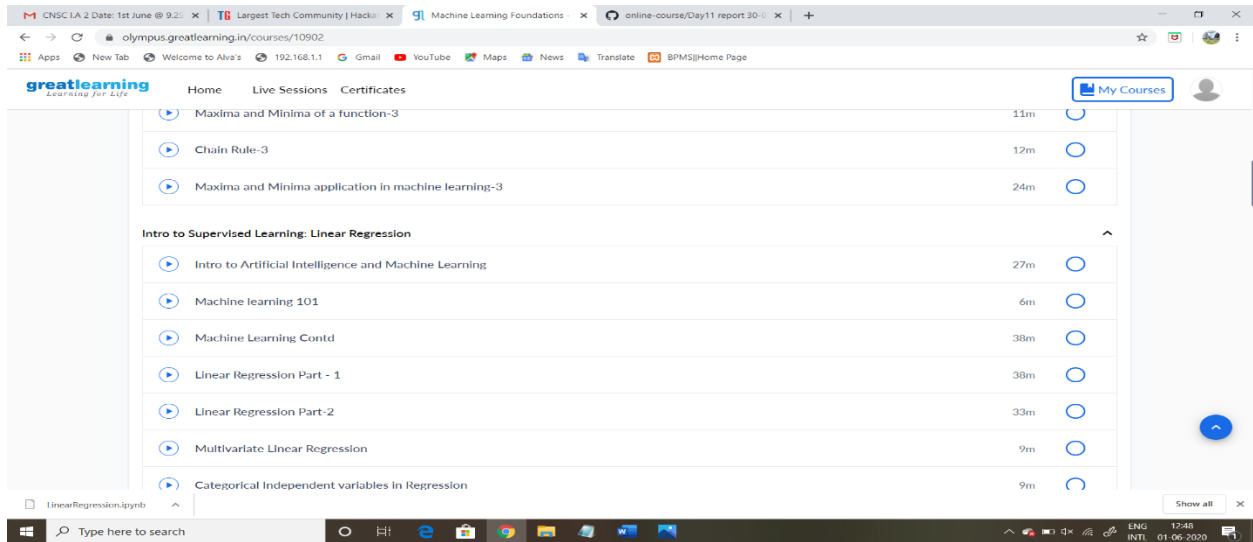 CNSC I.A 2 Date: 1st June @ 9.25
TG Largest Tech Community | Hackat
Machine Learning Foundations -
online-course/Day11 report 30-0
olympus.greatlearning.in/courses/10902
Apps New Tab Welcome to Alva's 192.168.1.1 Gmail YouTube Maps News Translate BPMS||Home Page
greatlearning
Learning for Life
Home Live Sessions Certificates My Courses
Maxima and Minima of a function-3 11m
Chain Rule-3 12m
Maxima and Minima application in machine learning-3 24m
Intro to Supervised Learning: Linear Regression
Intro to Artificial Intelligence and Machine Learning 27m
Machine learning 101 6m
Machine Learning Contd 38m
Linear Regression Part - 1 38m
Linear Regression Part-2 33m
Multivariate Linear Regression 9m
Categorical Independent variables in Regression 9m
LinearRegression.ipynb Show all
Type here to search
ENG 12:48
INTL 01-06-2020